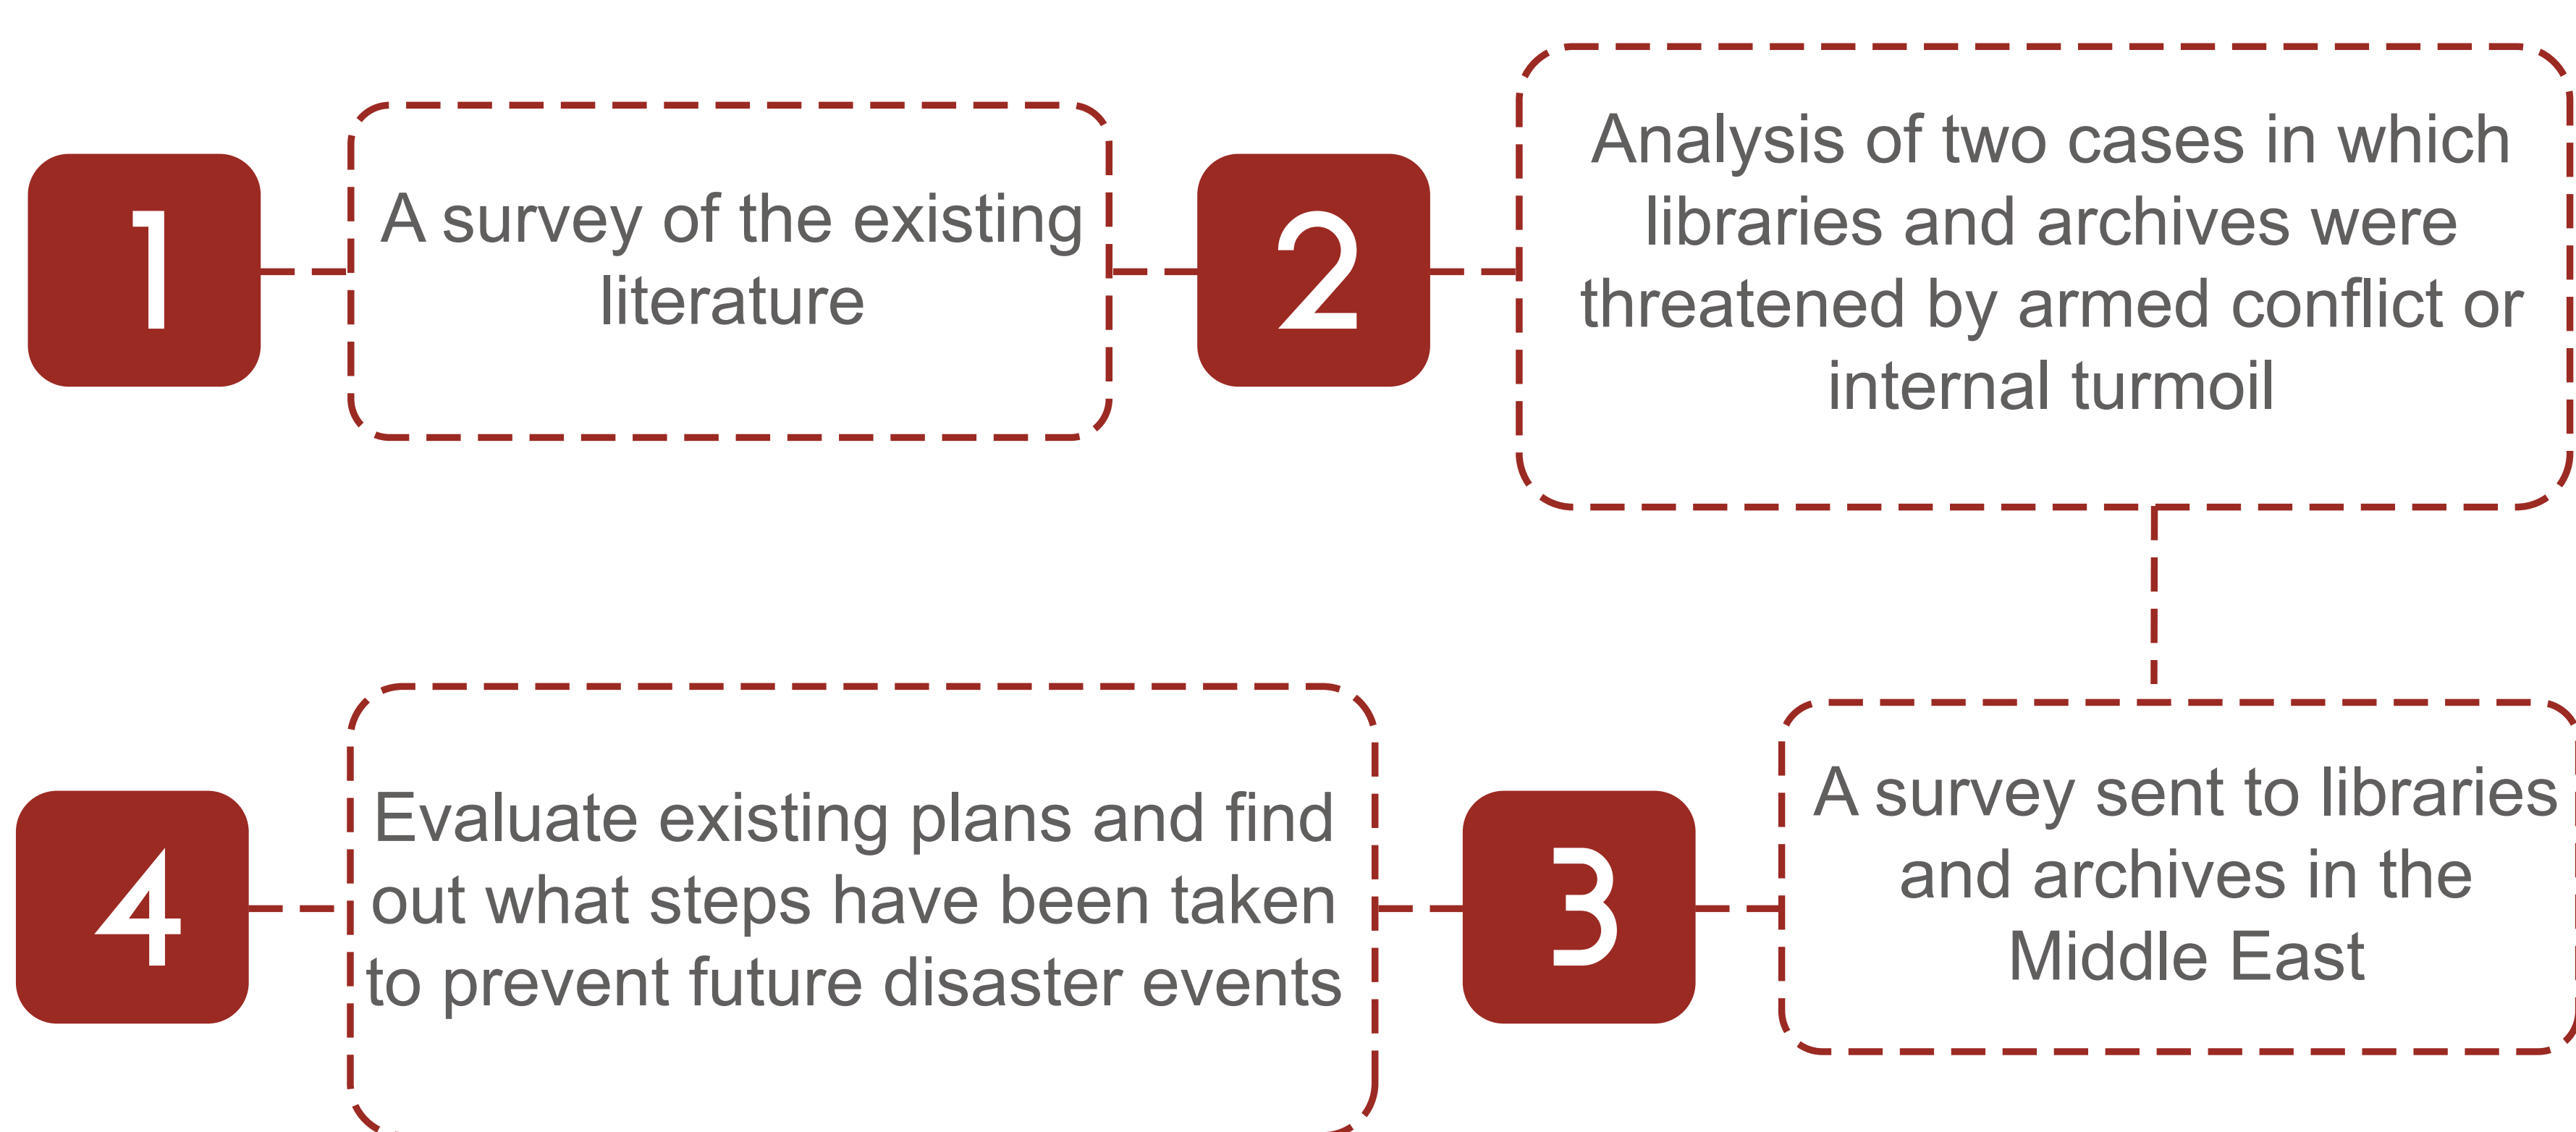 1
A survey of the existing
literature
2
Analysis of two cases in which
libraries and archives were
threatened by armed conflict or
internal turmoil
3
A survey sent to libraries
and archives in the
Middle East
4
Evaluate existing plans and find
out what steps have been taken
to prevent future disaster events